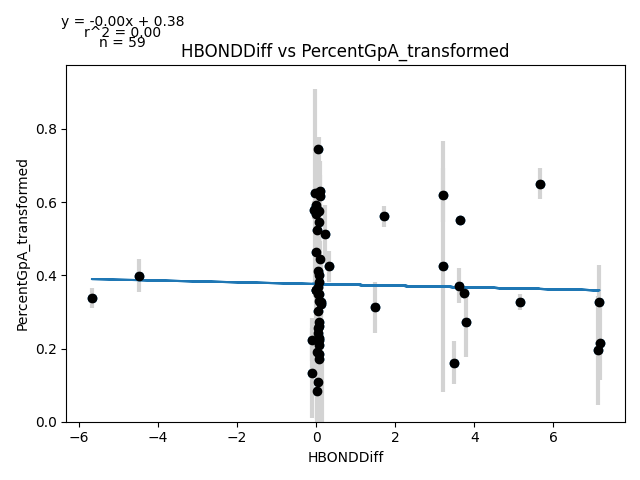 y = -0.00x + 0.38
r^2 = 0.00
n = 59
HBONDDiff vs PercentGpA_transformed
PercentGpA_transformed
0.8
0.6
0.4
0.2
0.0
−6
−4
−2
0
2
4
6
HBONDDiff